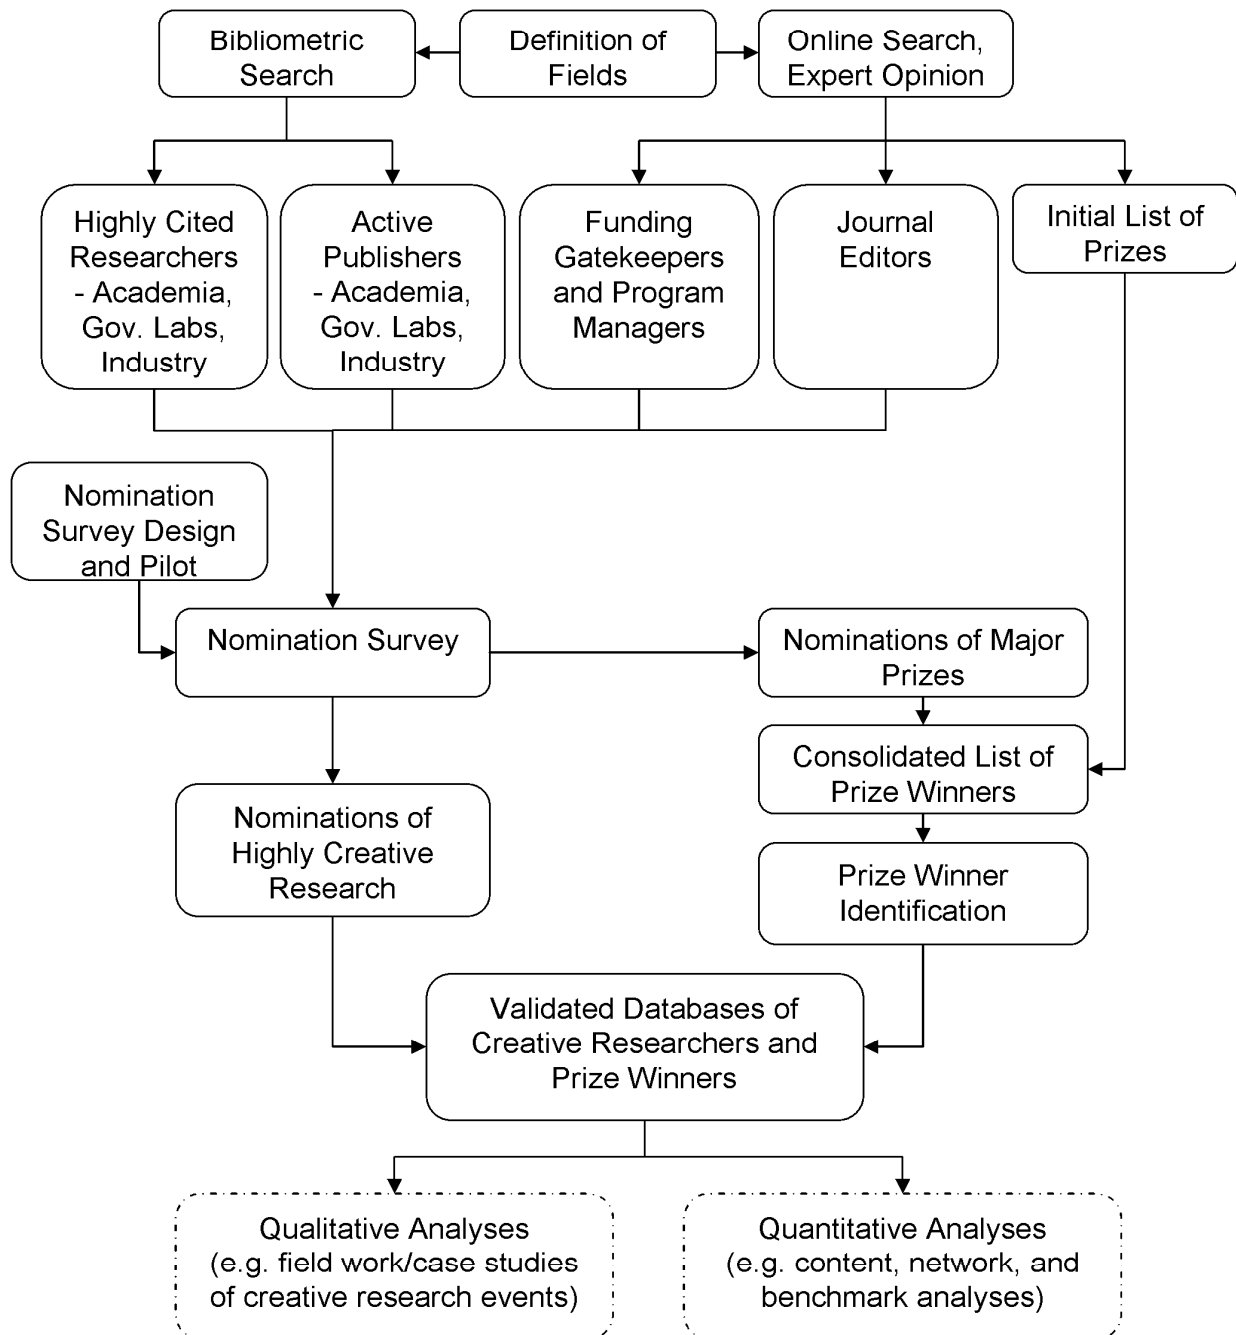 Bibliometric
Search
Definition of
Fields
Online Search,
Expert Opinion
Highly Cited
Researchers
- Academia,
Gov. Labs,
Industry
Active
Publishers
- Academia,
Gov. Labs,
Industry
Funding
Gatekeepers
and Program
Managers
Journal
Editors
Initial List of
Prizes
Nomination
Survey Design
and Pilot
Nomination Survey
Nominations of Major
Prizes
Consolidated List of
Prize Winners
Nominations of
Highly Creative
Research
Prize Winner
Identification
Validated Databases of
Creative Researchers and
Prize Winners
Qualitative Analyses
(e.g. field work/case studies
of creative research events)
Quantitative Analyses
(e.g. content, network, and
benchmark analyses)